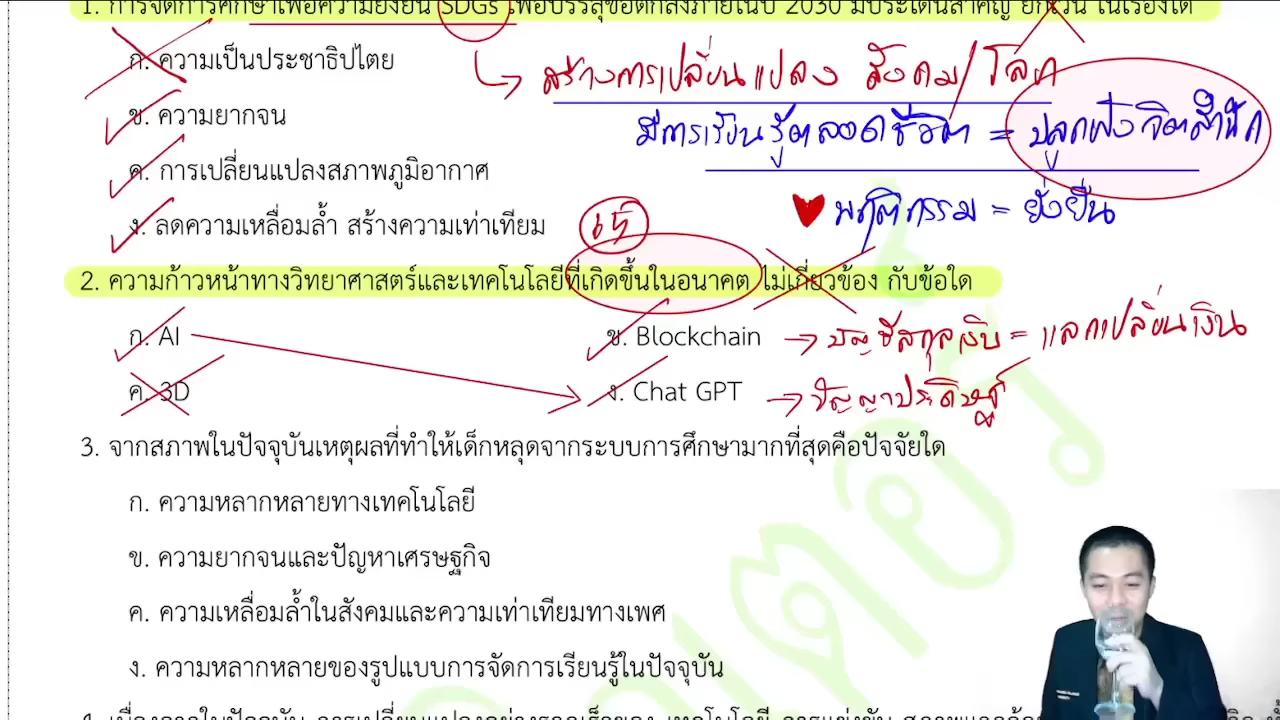 1. การจัดการศึกษาเพื่อความยั่งยืน SDGs เพื่อบรรลุข้อตกลงภายในปี 2030 มีประเด็นสำคัญ ยกเว้น ในเรื่องใด
ก. ความเป็นประชาธิปไตย
สร้างการเปลี่ยนแปลง สังคม/โลก
ข. ความยากจน
มีการเรียนรู้ตลอดชีวิต = ปลูกฝังจิตสำนึก
ค. การเปลี่ยนแปลงสภาพภูมิอากาศ
พฤติกรรม = ยั่งยืน
ง. ลดความเหลื่อมล้ำ สร้างความเท่าเทียม
65
2. ความก้าวหน้าทางวิทยาศาสตร์และเทคโนโลยีที่เกิดขึ้นในอนาคต ไม่เกี่ยวข้อง กับข้อใด
ก. AI
ข. Blockchain → บัญชีสกุลเงิน = แลกเปลี่ยนเงิน
ค. 3D
ง. Chat GPT → ปัญญาประดิษฐ์
3. จากสภาพในปัจจุบันเหตุผลที่ทำให้เด็กหลุดจากระบบการศึกษามากที่สุดคือปัจจัยใด
ก. ความหลากหลายทางเทคโนโลยี
ข. ความยากจนและปัญหาเศรษฐกิจ
ค. ความเหลื่อมล้ำในสังคมและความเท่าเทียมทางเพศ
ง. ความหลากหลายของรูปแบบการจัดการเรียนรู้ในปัจจุบัน